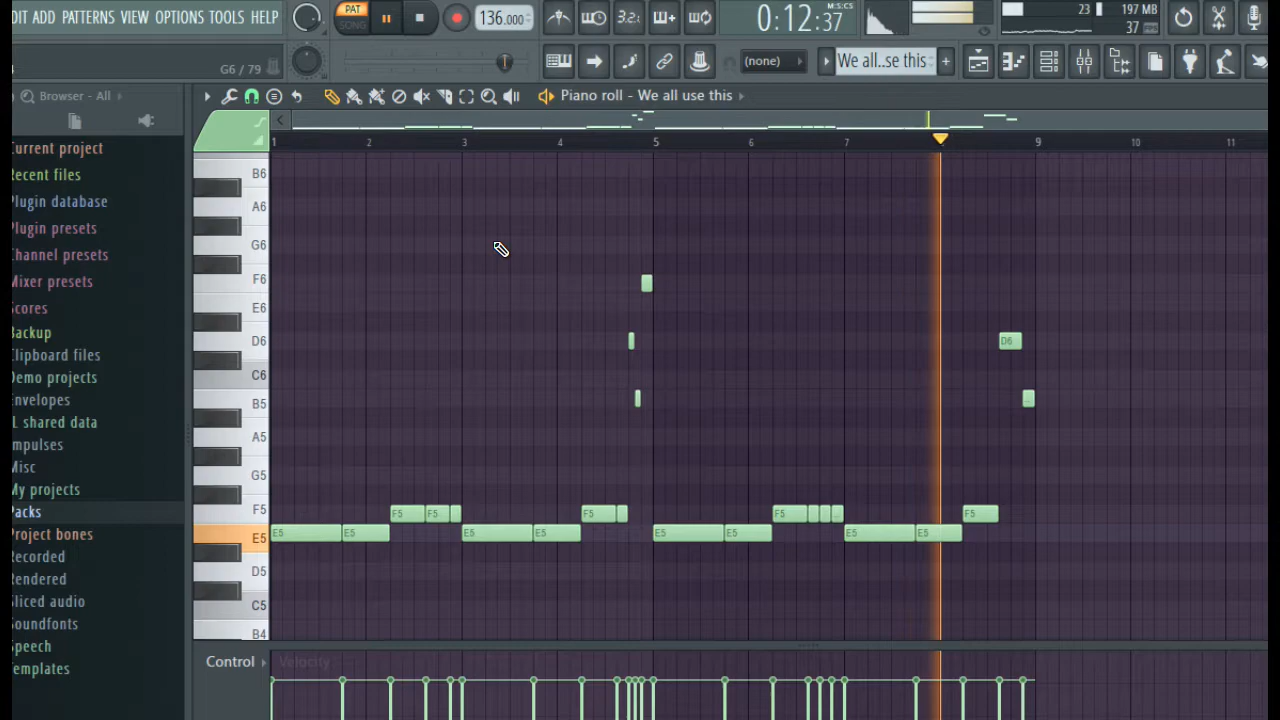 DIT ADD PATTERNS VIEW OPTIONS TOOLS HELP
PAT
SONG
136.000
3.2
0:12:37
M:S:CS
23
197 MB
37
G6 / 79
(none)
We all..se this
Browser - All
Piano roll - We all use this
1 2 3 4 5 6 7 9 10 11
Current project
Recent files
Plugin database
Plugin presets
Channel presets
Mixer presets
Scores
Backup
Clipboard files
Demo projects
Envelopes
L shared data
mpulses
Misc
My projects
Packs
Project bones
Recorded
Rendered
Sliced audio
Soundfonts
Speech
Templates
B6
A6
G6
F6
E6
D6
D6
C6
B5
A5
G5
F5 F5 F5 F5 F5 F5
E5 E5 E5 E5 E5 E5 E5 E5 E5
D5
C5
B4
Control
Velocity